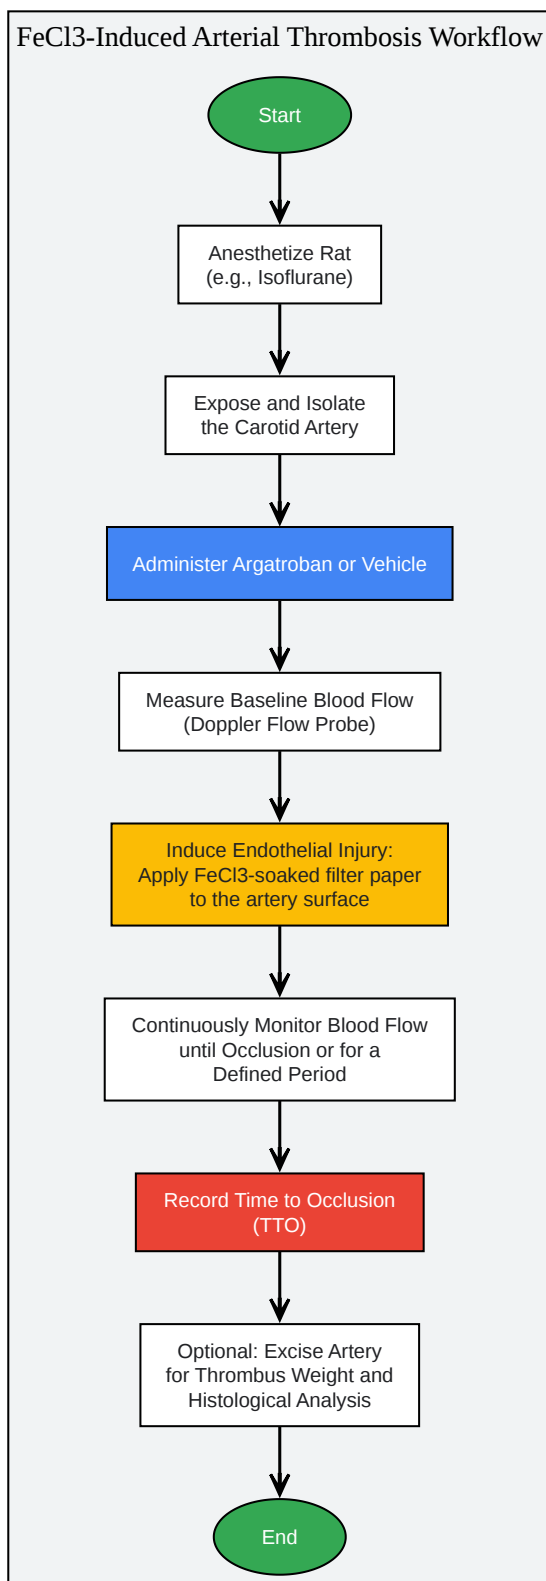 FeCl3-Induced Arterial Thrombosis Workflow
Start
Anesthetize Rat
(e.g., Isoflurane)
Expose and Isolate
the Carotid Artery
Administer Argatroban or Vehicle
Measure Baseline Blood Flow
(Doppler Flow Probe)
Induce Endothelial Injury:
Apply FeCl3-soaked filter paper
to the artery surface
Continuously Monitor Blood Flow
until Occlusion or for a
Defined Period
Record Time to Occlusion
(TTO)
Optional: Excise Artery
for Thrombus Weight and
Histological Analysis
End